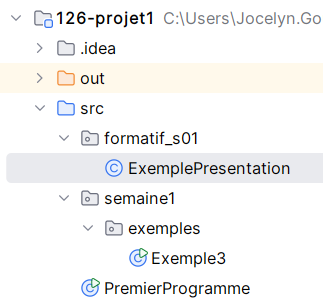 126-projet1 C:\Users\Jocelyn.Go
.idea
out
src
formatif_s01
ExemplePresentation
semaine1
exemples
Exemple3
PremierProgramme